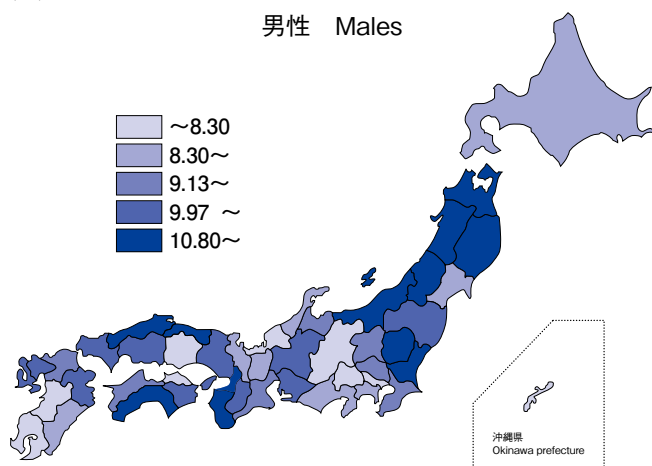 男性 Males
～8.30
8.30～
9.13～
9.97 ～
10.80～
沖縄県
Okinawa prefecture